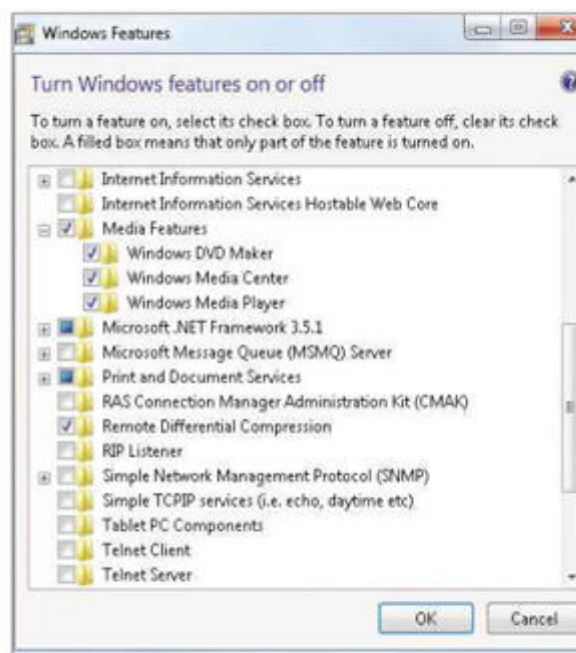 Windows Features
Turn Windows features on or off
To turn a feature on, select its check box. To turn a feature off, clear its check
box. A filled box means that only part of the feature is turned on.
Internet Information Services
Internet Information Services Hostable Web Core
Media Features
Windows DVD Maker
Windows Media Center
Windows Media Player
Microsoft .NET Framework 3.5.1
Microsoft Message Queue (MSMQ) Server
Print and Document Services
RAS Connection Manager Administration Kit (CMAK)
Remote Differential Compression
RIP Listener
Simple Network Management Protocol (SNMP)
Simple TCPIP services (i.e. echo, daytime etc)
Tablet PC Components
Telnet Client
Telnet Server
OK Cancel